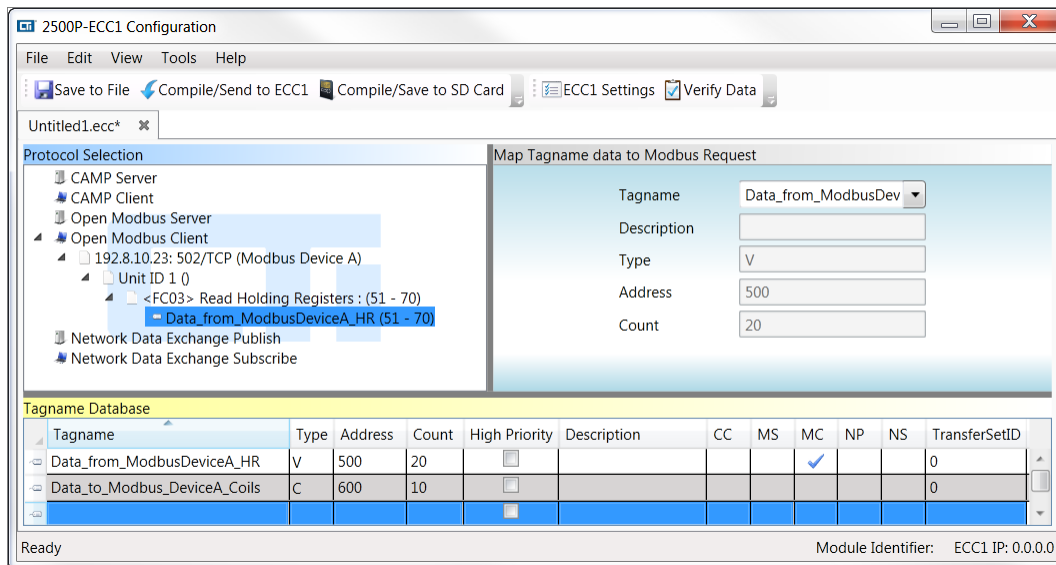 CTi 2500P-ECC1 Configuration
File Edit View Tools Help
Save to File Compile/Send to ECC1 Compile/Save to SD Card ECC1 Settings Verify Data
Untitled1.ecc*
Protocol Selection
CAMP Server
CAMP Client
Open Modbus Server
Open Modbus Client
192.8.10.23: 502/TCP (Modbus Device A)
Unit ID 1 ()
<FC03> Read Holding Registers : (51 - 70)
Data_from_ModbusDeviceA_HR (51 - 70)
Network Data Exchange Publish
Network Data Exchange Subscribe
Map Tagname data to Modbus Request
Tagname Data_from_ModbusDev
Description
Type V
Address 500
Count 20
Tagname Database
Tagname Type Address Count High Priority Description CC MS MC NP NS TransferSetID
Data_from_ModbusDeviceA_HR V 500 20 0
Data_to_Modbus_DeviceA_Coils C 600 10 0
Ready Module Identifier: ECC1 IP: 0.0.0.0